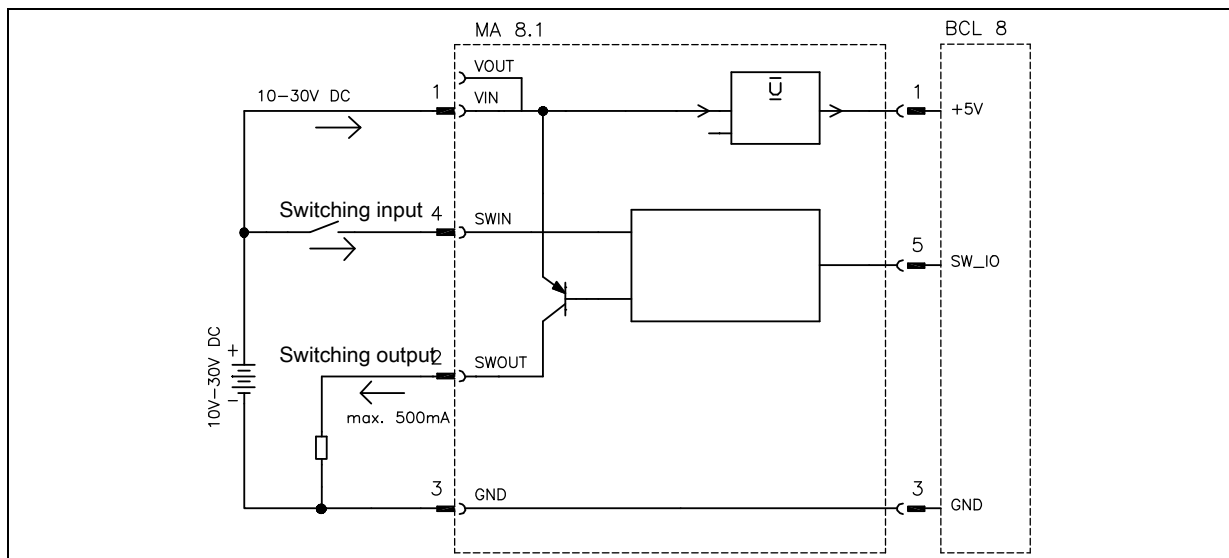 MA 8.1
BCL 8
VOUT
10-30V DC
1
VIN
U
1
+5V
Switching input
4
SWIN
5
SW_IO
10V-30V DC
+
-
Switching output
2
SWOUT
max. 500mA
3
GND
3
GND